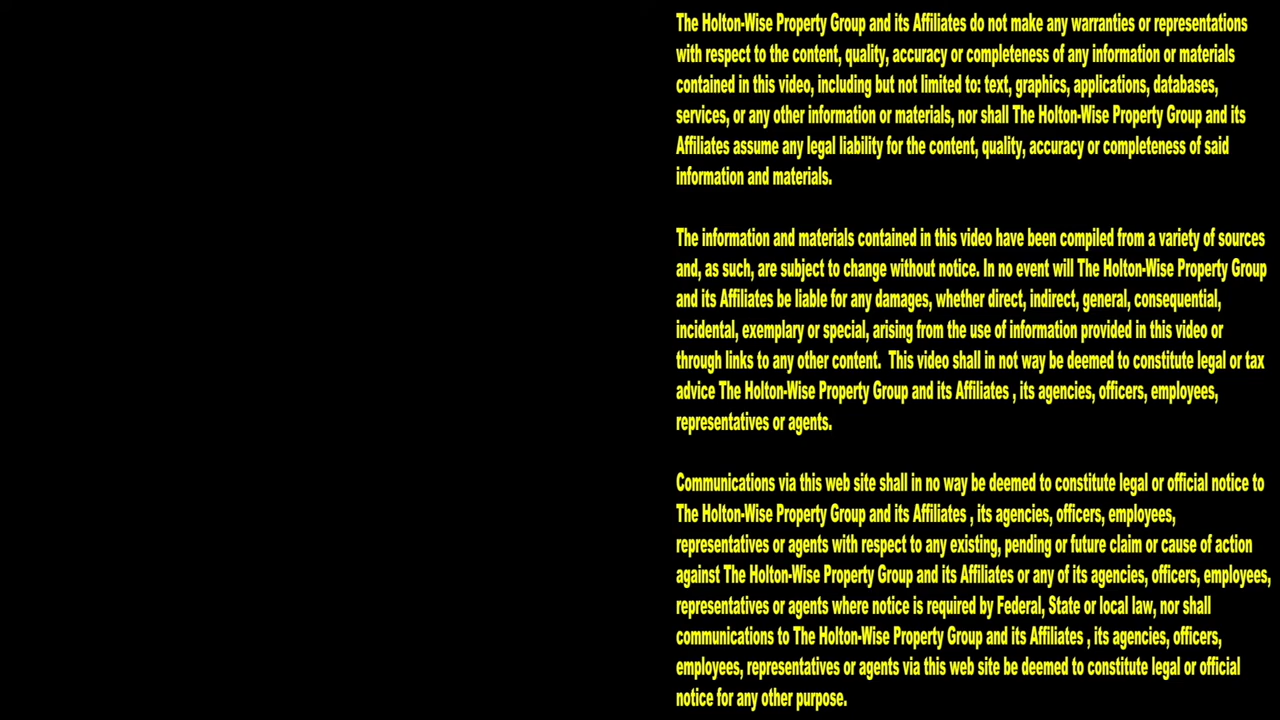 The Holton-Wise Property Group and its Affiliates do not make any warranties or representations
with respect to the content, quality, accuracy or completeness of any information or materials
contained in this video, including but not limited to: text, graphics, applications, databases,
services, or any other information or materials, nor shall The Holton-Wise Property Group and its
Affiliates assume any legal liability for the content, quality, accuracy or completeness of said
information and materials.
The information and materials contained in this video have been compiled from a variety of sources
and, as such, are subject to change without notice. In no event will The Holton-Wise Property Group
and its Affiliates be liable for any damages, whether direct, indirect, general, consequential,
incidental, exemplary or special, arising from the use of information provided in this video or
through links to any other content.  This video shall in not way be deemed to constitute legal or tax
advice The Holton-Wise Property Group and its Affiliates , its agencies, officers, employees,
representatives or agents.
Communications via this web site shall in no way be deemed to constitute legal or official notice to
The Holton-Wise Property Group and its Affiliates , its agencies, officers, employees,
representatives or agents with respect to any existing, pending or future claim or cause of action
against The Holton-Wise Property Group and its Affiliates or any of its agencies, officers, employees,
representatives or agents where notice is required by Federal, State or local law, nor shall
communications to The Holton-Wise Property Group and its Affiliates , its agencies, officers,
employees, representatives or agents via this web site be deemed to constitute legal or official
notice for any other purpose.